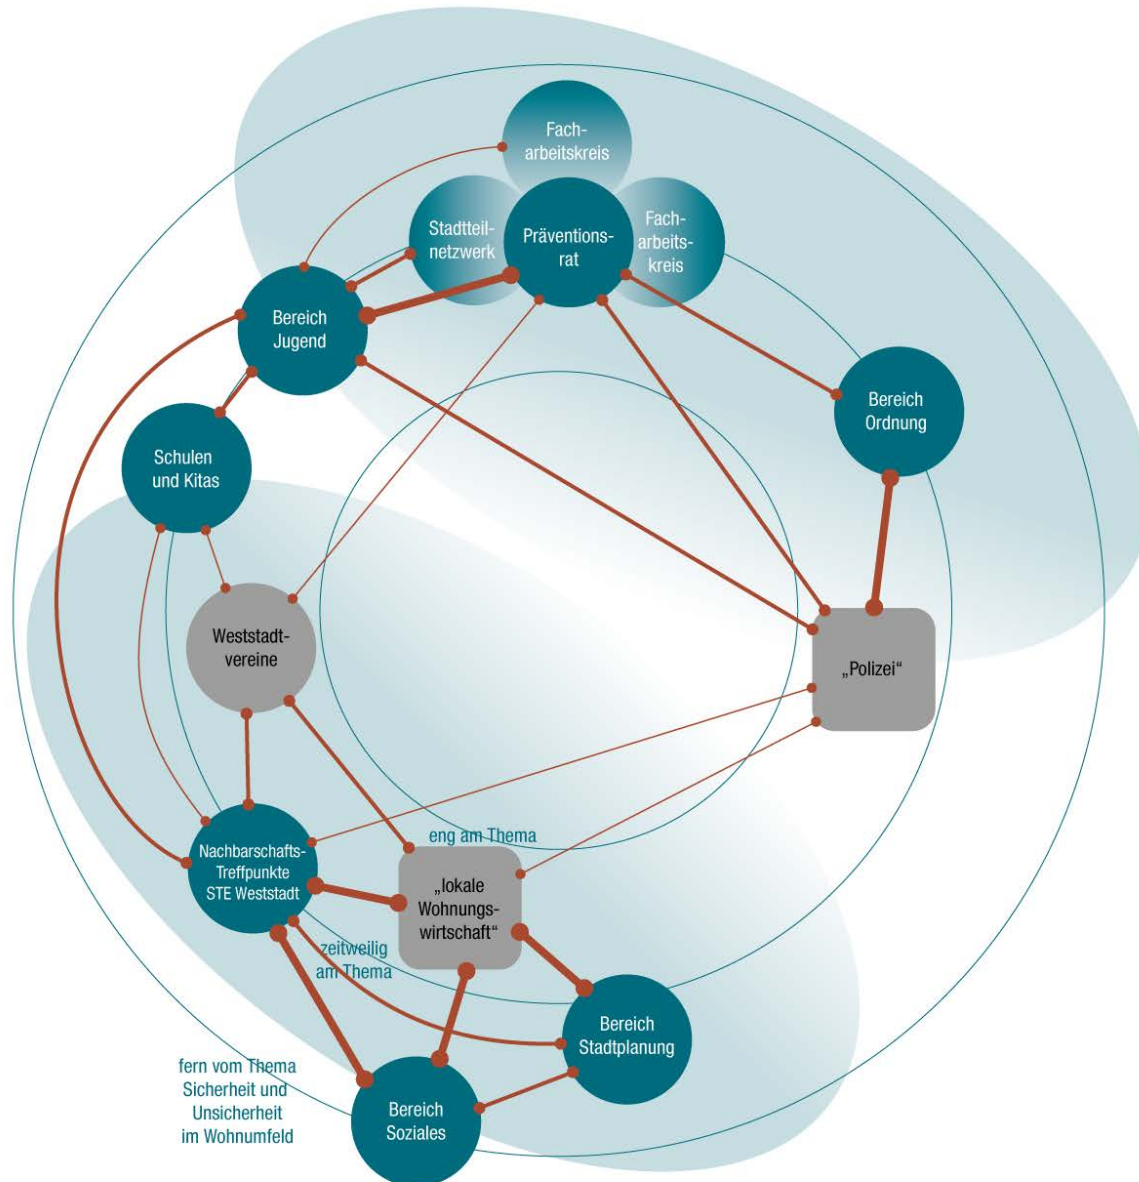 Fach-
arbeitskreis
Stadtteil-
netzwerk
Präventions-
rat
Fach-
arbeits-
kreis
Bereich
Jugend
Bereich
Ordnung
Schulen
und Kitas
Weststadt-
vereine
„Polizei“
Nachbarschafts-
Treffpunkte
STE Weststadt
eng am Thema
„lokale
Wohnungs-
wirtschaft“
zeitweilig
am Thema
Bereich
Stadtplanung
fern vom Thema
Sicherheit und
Unsicherheit
im Wohnumfeld
Bereich
Soziales